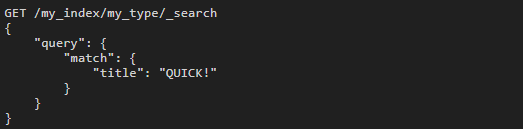 GET /my_index/my_type/_search
{
    "query": {
        "match": {
            "title": "QUICK!"
        }
    }
}